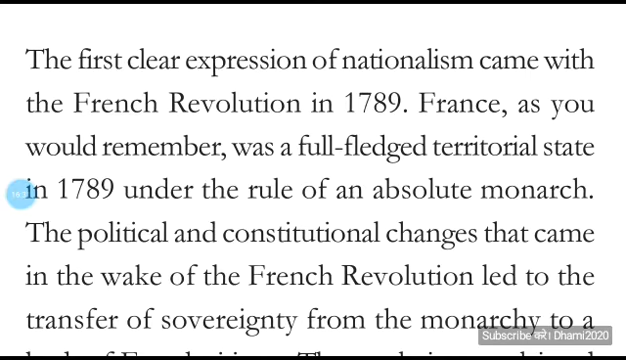 The first clear expression of nationalism came with
the French Revolution in 1789. France, as you
would remember, was a full-fledged territorial state
in 1789 under the rule of an absolute monarch.
The political and constitutional changes that came
in the wake of the French Revolution led to the
transfer of sovereignty from the monarchy to a
Subscribe करें। Dhami2020